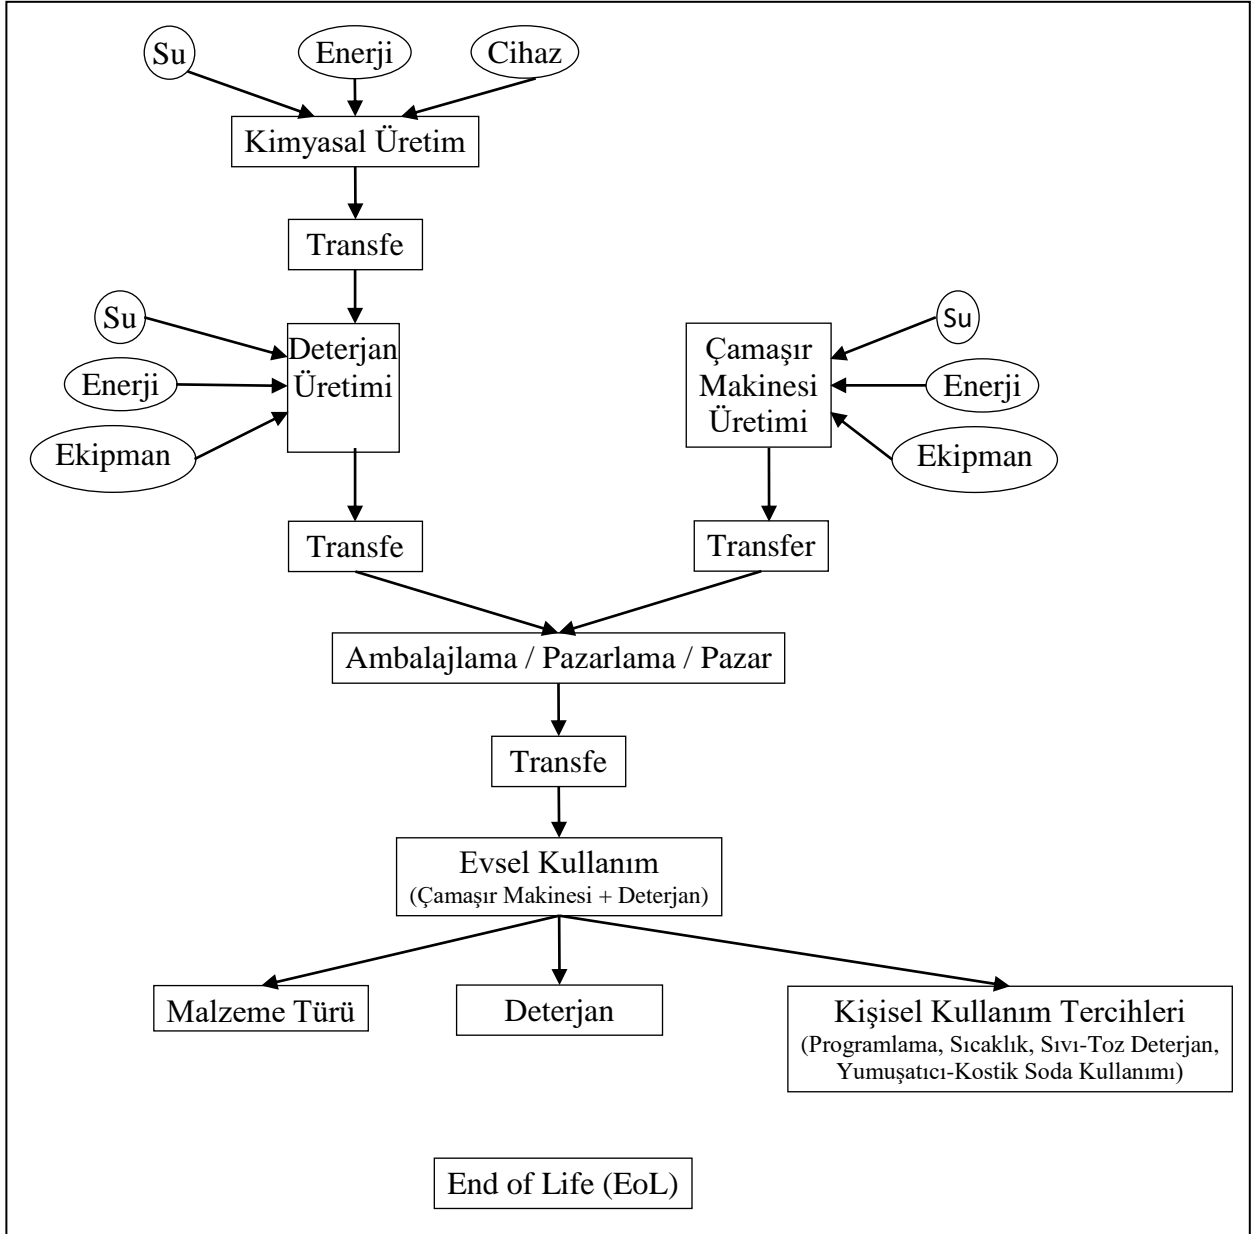 Su
Enerji
Cihaz
Kimyasal Üretim
Transfe
Su
Enerji
Ekipman
Deterjan
Üretimi
Çamaşır
Makinesi
Üretimi
Su
Enerji
Ekipman
Transfe
Transfer
Ambalajlama / Pazarlama / Pazar
Transfe
Evsel Kullanım
(Çamaşır Makinesi + Deterjan)
Malzeme Türü
Deterjan
Kişisel Kullanım Tercihleri
(Programlama, Sıcaklık, Sıvı-Toz Deterjan,
Yumuşatıcı-Kostik Soda Kullanımı)
End of Life (EoL)